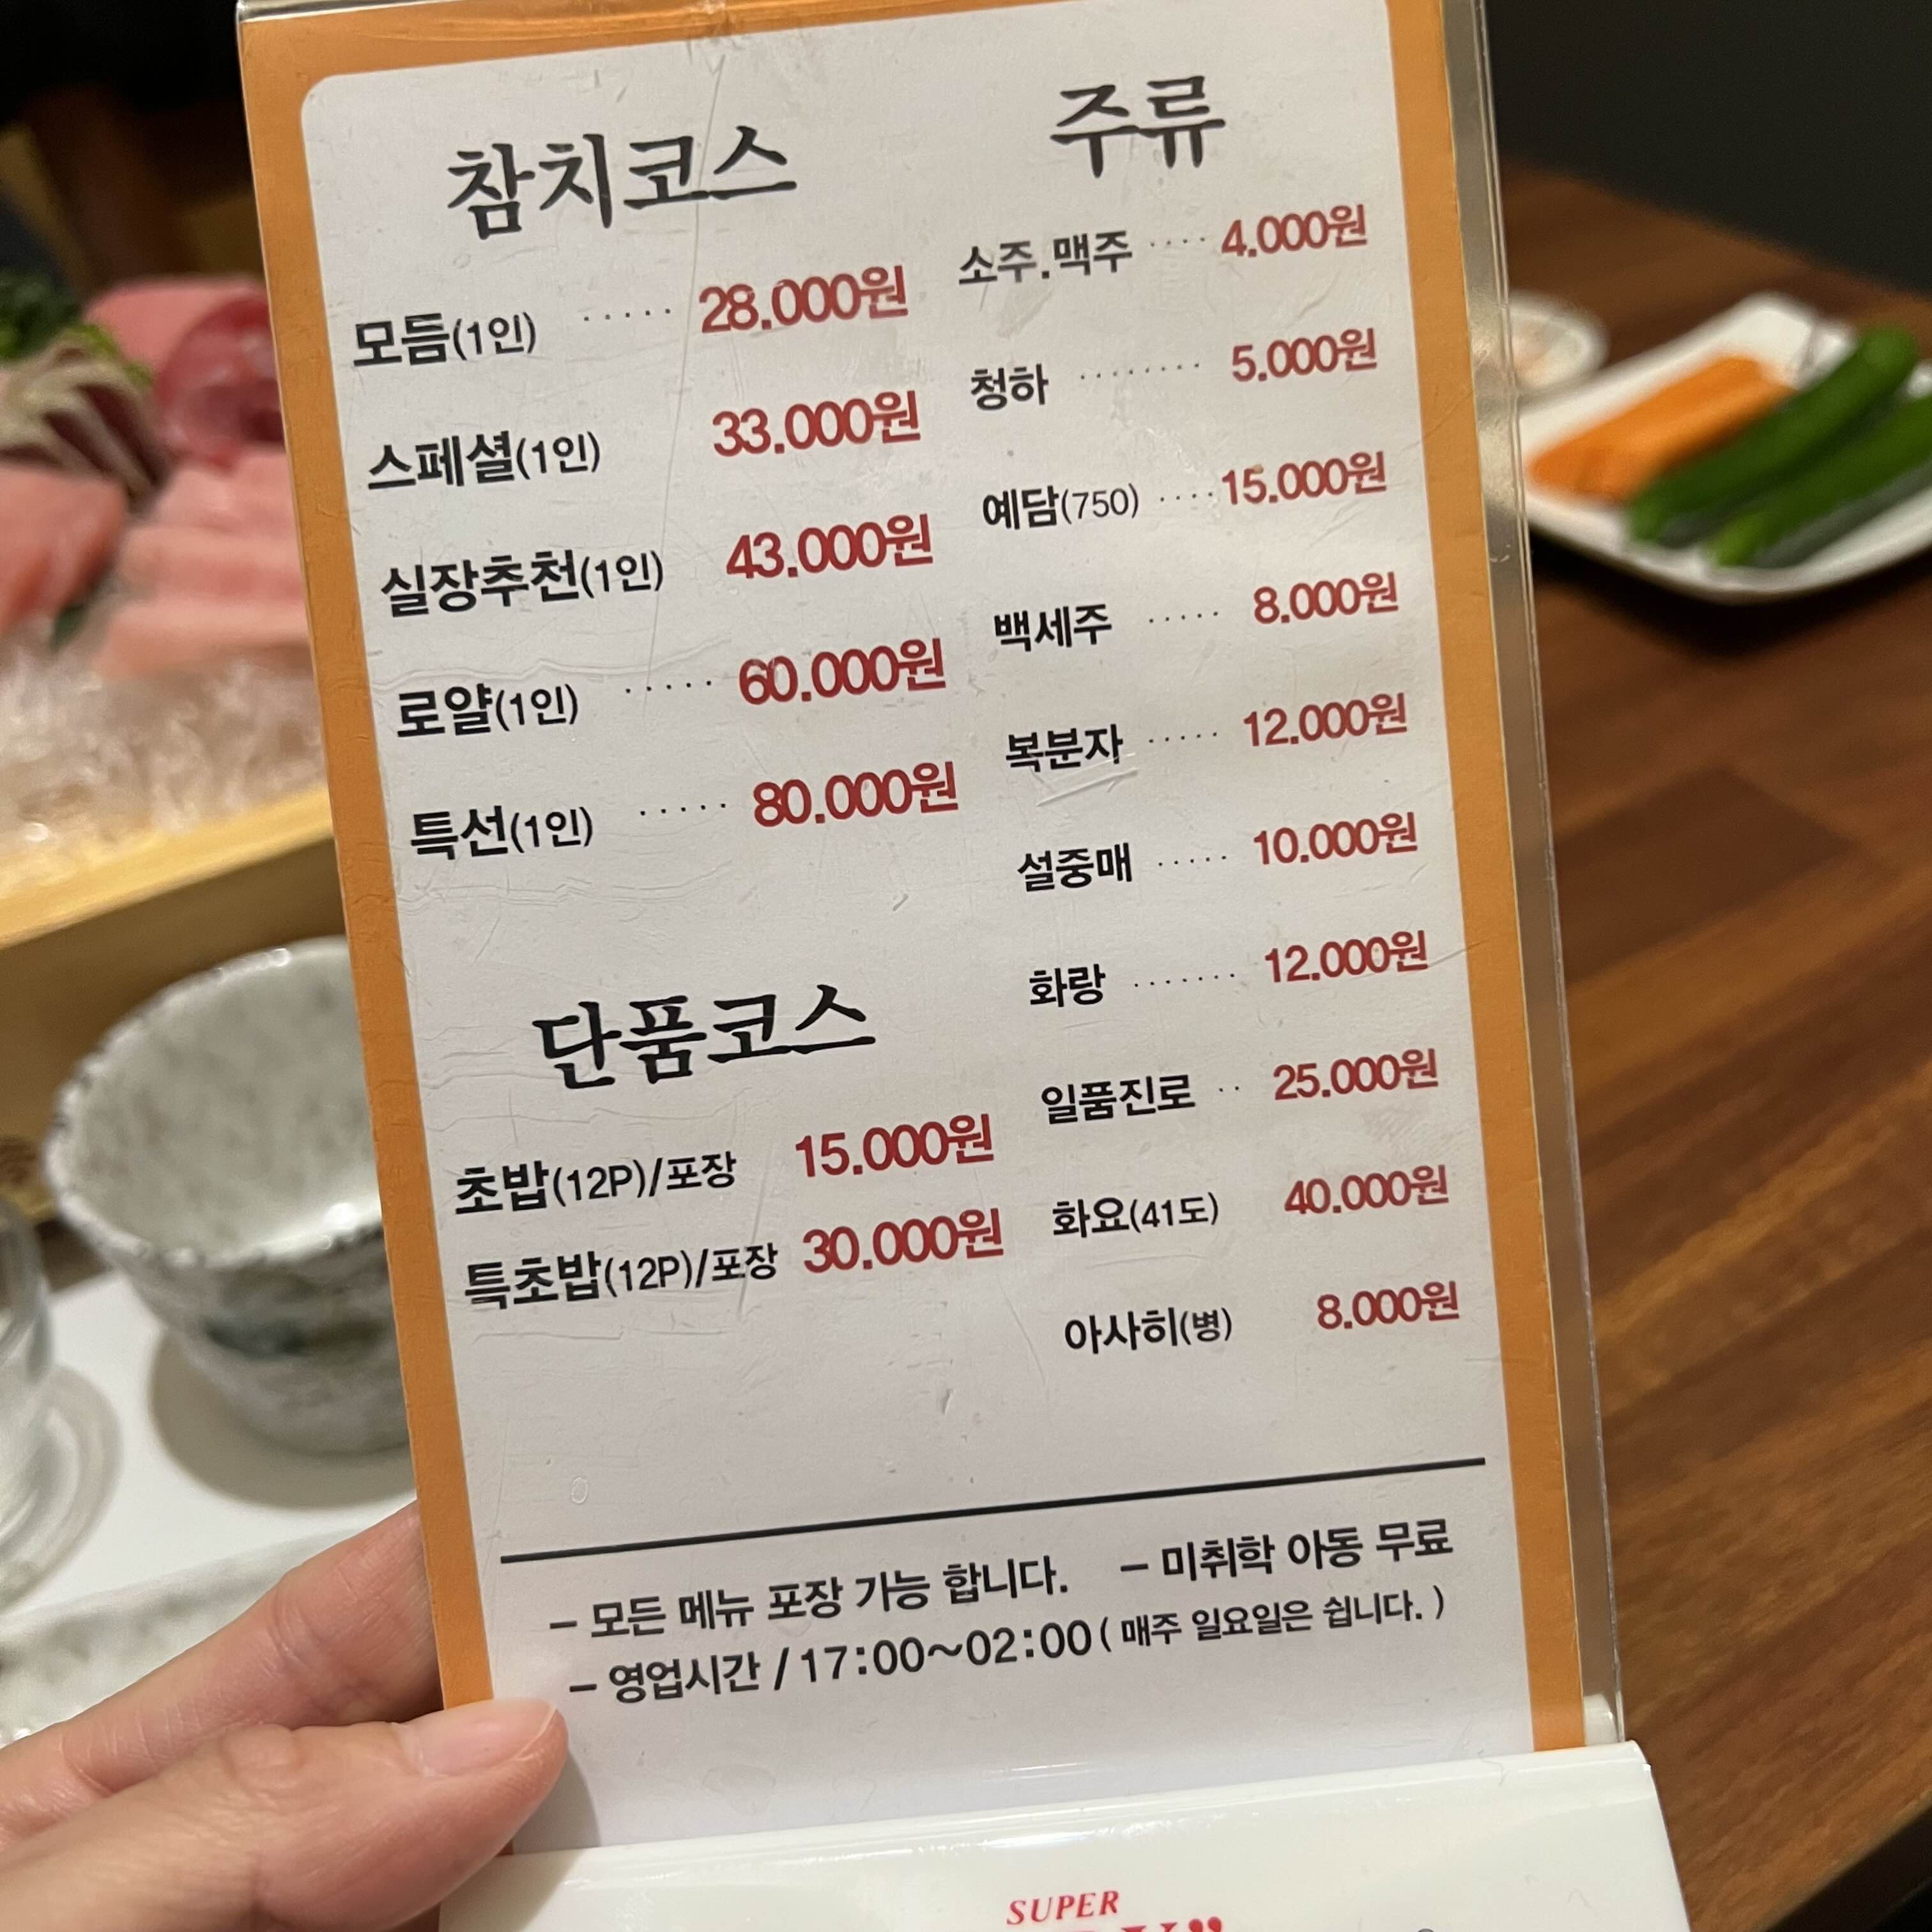 참치코스
모듬(1인) ····· 28.000원
스페셜(1인) 33.000원
실장추천(1인) 43.000원
로얄(1인) ····· 60.000원
특선(1인) ····· 80.000원
단품코스
초밥(12P)/포장 15.000원
특초밥(12P)/포장 30.000원
주류
소주.맥주 ···· 4.000원
청하 ········ 5.000원
예담(750) ···· 15.000원
백세주 ····· 8.000원
복분자 ····· 12.000원
설중매 ····· 10.000원
화랑 ······· 12.000원
일품진로 ·· 25.000원
화요(41도) 40.000원
아사히(병) 8.000원
– 모든 메뉴 포장 가능 합니다. – 미취학 아동 무료
– 영업시간 / 17:00~02:00 ( 매주 일요일은 쉽니다. )
SUPER